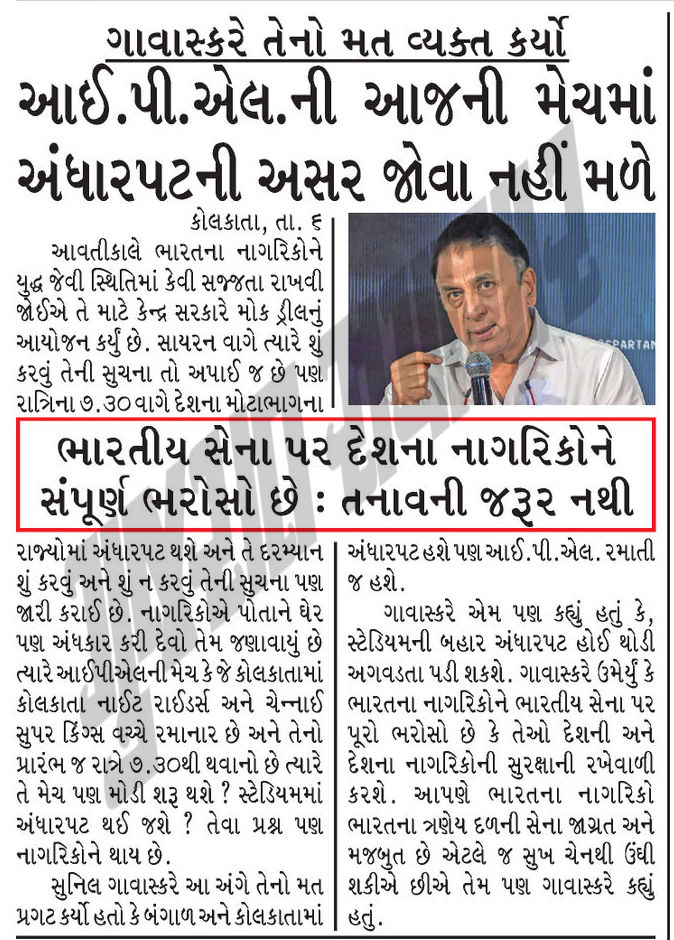 ગાવાસ્કરે તેનો મત વ્યક્ત કર્યો
આઈ.પી.એલ.ની આજની મેચમાં
અંધારપટની અસર જોવા નહીં મળે
કોલકાતા, તા. ૬
આવતીકાલે ભારતના નાગરિકોને
યુદ્ધ જેવી સ્થિતિમાં કેવી સજ્જતા રાખવી
જોઈએ તે માટે કેન્દ્ર સરકારે મોક ડ્રીલનું
આયોજન કર્યું છે. સાયરન વાગે ત્યારે શું
કરવું તેની સુચના તો અપાઈ જ છે પણ
રાત્રિના ૭.૩૦ વાગે દેશના મોટાભાગના
SPARTAN
ભારતીય સેના પર દેશના નાગરિકોને
સંપૂર્ણ ભરોસો છે : તનાવની જરૂર નથી
રાજ્યોમાં અંધારપટ થશે અને તે દરમ્યાન
શું કરવું અને શું ન કરવું તેની સુચના પણ
જારી કરાઈ છે. નાગરિકોએ પોતાને ઘેર
પણ અંધકાર કરી દેવો તેમ જણાવાયું છે
ત્યારે આઈપીએલની મેચ કે જે કોલકાતામાં
કોલકાતા નાઈટ રાઈડર્સ અને ચેન્નાઈ
સુપર કિંગ્સ વચ્ચે રમાનાર છે અને તેનો
પ્રારંભ જ રાત્રે ૭.૩૦થી થવાનો છે ત્યારે
તે મેચ પણ મોડી શરૂ થશે ? સ્ટેડિયમમાં
અંધારપટ થઈ જશે ? તેવા પ્રશ્ન પણ
નાગરિકોને થાય છે.
સુનિલ ગાવાસ્કરે આ અંગે તેનો મત
પ્રગટ કર્યો હતો કે બંગાળ અને કોલકાતામાં
અંધારપટ હશે પણ આઈ.પી.એલ. રમાતી
જ હશે.
ગાવાસ્કરે એમ પણ કહ્યું હતું કે,
સ્ટેડિયમની બહાર અંધારપટ હોઈ થોડી
અગવડતા પડી શકશે. ગાવાસ્કરે ઉમેર્યું કે
ભારતના નાગરિકોને ભારતીય સેના પર
પૂરો ભરોસો છે કે તેઓ દેશની અને
દેશના નાગરિકોની સુરક્ષાની રખેવાળી
કરશે. આપણે ભારતના નાગરિકો
ભારતના ત્રણેય દળની સેના જાગ્રત અને
મજબુત છે એટલે જ સુખ ચેનથી ઉંઘી
શકીએ છીએ તેમ પણ ગાવાસ્કરે કહ્યું
હતું.
ગુજરાત સમાચાર